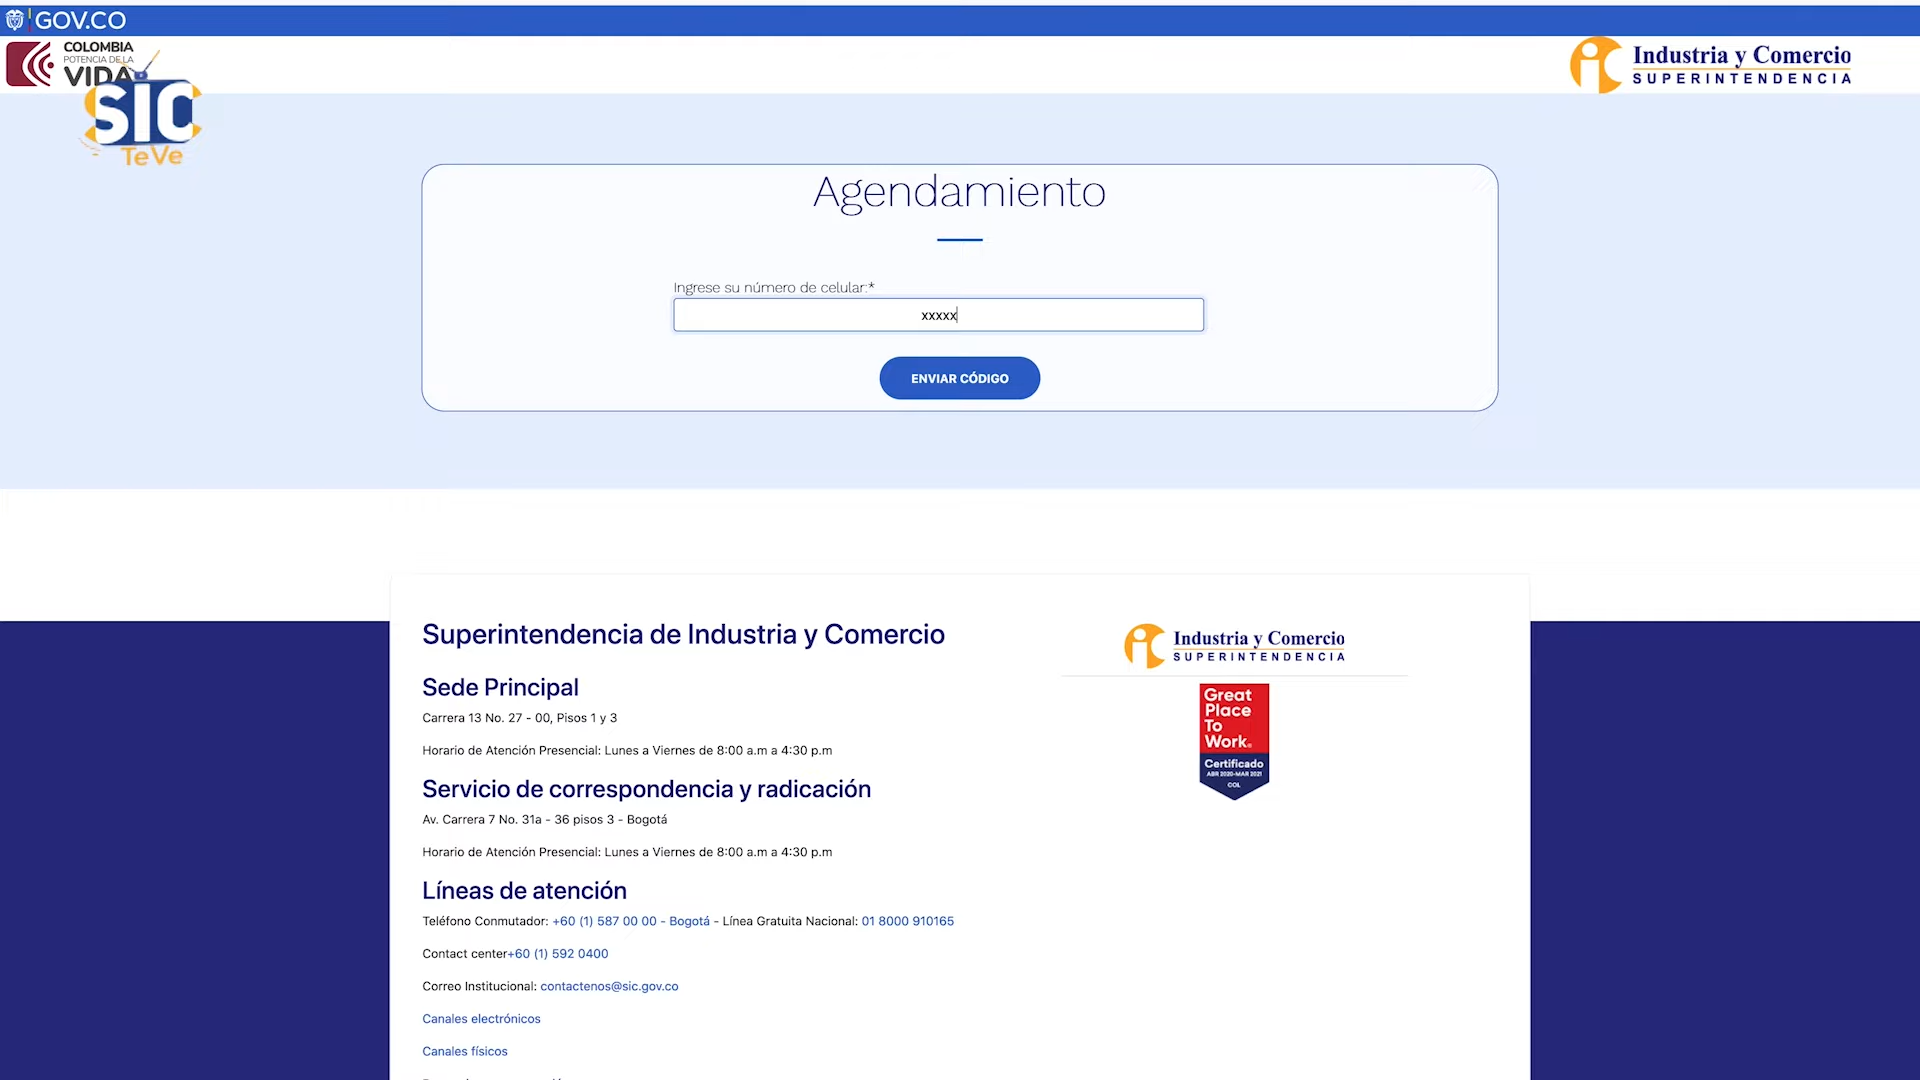 GOV.CO
COLOMBIA
POTENCIA DE LA
VIDA
SIC
TeVe
Industria y Comercio
SUPERINTENDENCIA
Agendamiento
Ingrese su número de celular:*
xxxxx
ENVIAR CÓDIGO
Superintendencia de Industria y Comercio
Sede Principal
Carrera 13 No. 27 - 00, Pisos 1 y 3
Horario de Atención Presencial: Lunes a Viernes de 8:00 a.m a 4:30 p.m
Servicio de correspondencia y radicación
Av. Carrera 7 No. 31a - 36 pisos 3 - Bogotá
Horario de Atención Presencial: Lunes a Viernes de 8:00 a.m a 4:30 p.m
Líneas de atención
Teléfono Conmutador: +60 (1) 587 00 00 - Bogotá - Línea Gratuita Nacional: 01 8000 910165
Contact center+60 (1) 592 0400
Correo Institucional: contactenos@sic.gov.co
Canales electrónicos
Canales físicos
Industria y Comercio
SUPERINTENDENCIA
Great
Place
To
Work®
Certificado
ABR 2020-MAR 2021
COL